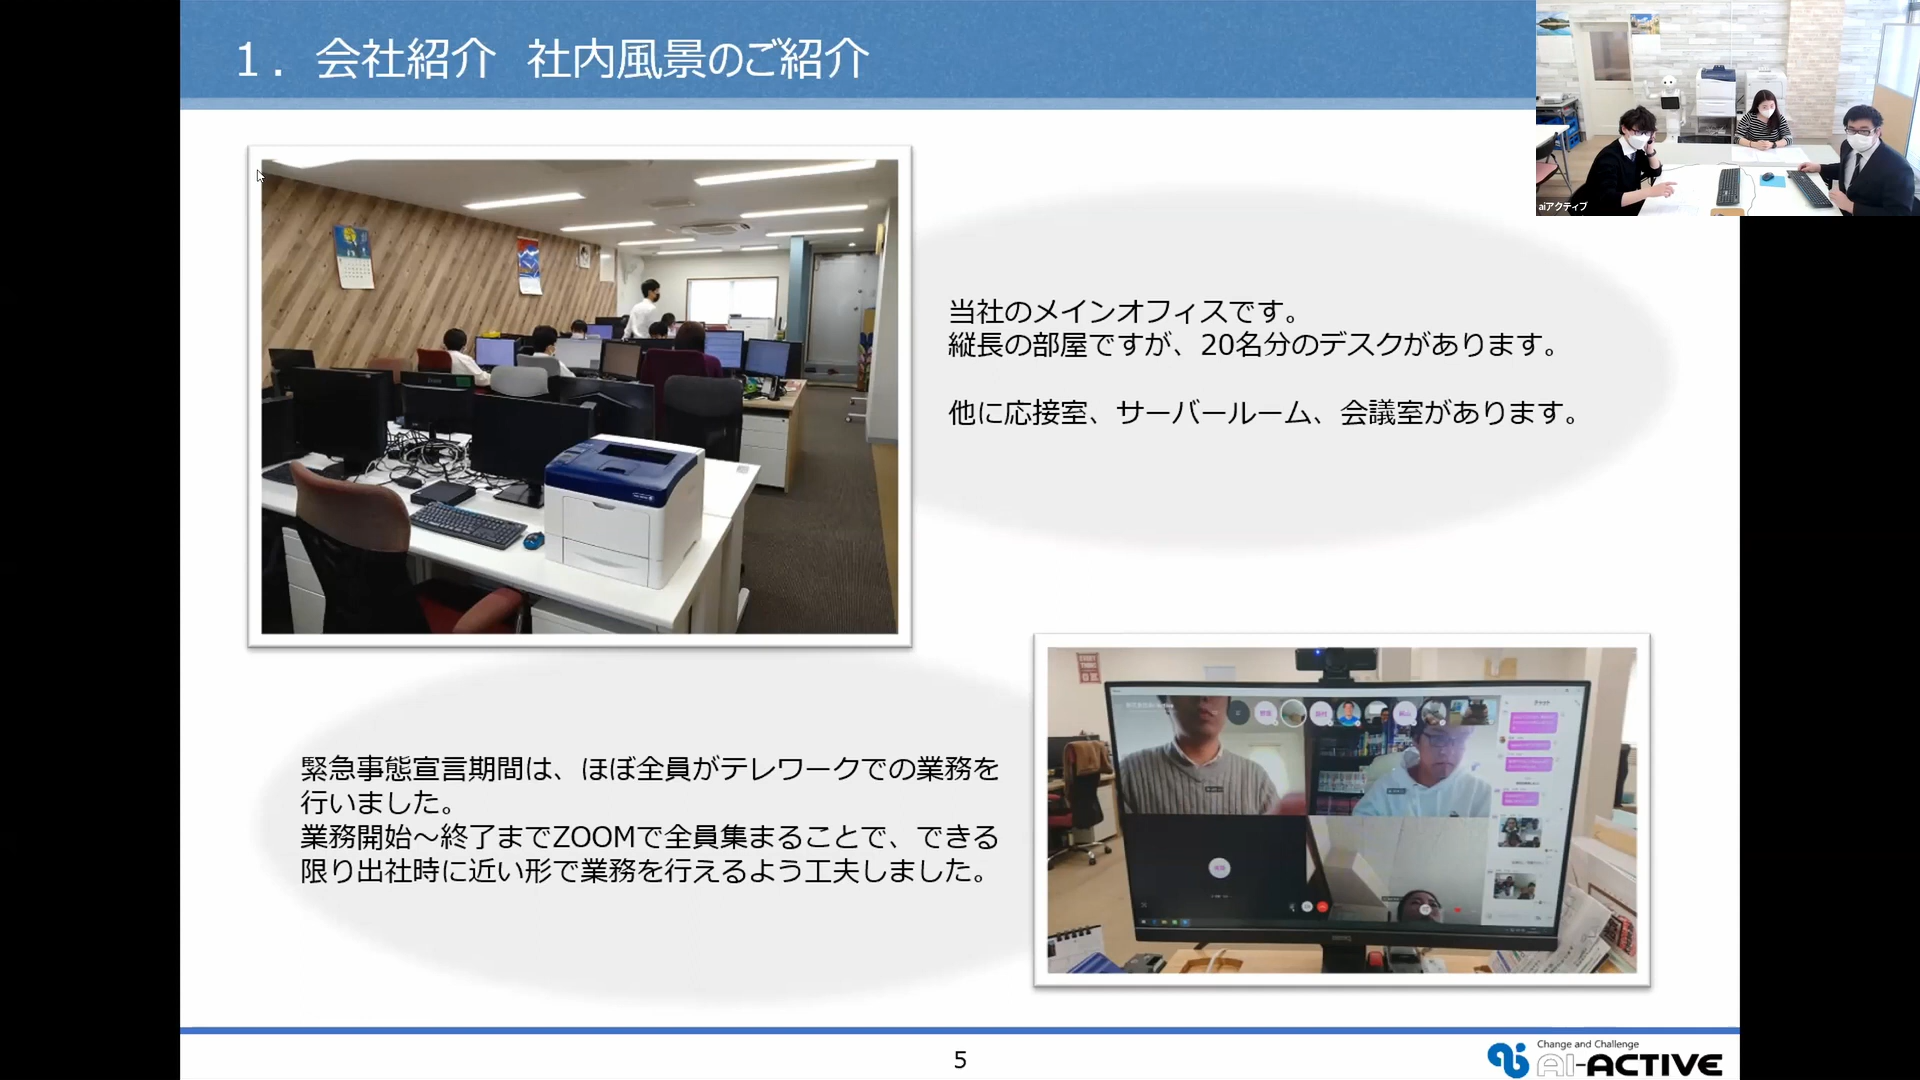 1．会社紹介 社内風景のご紹介
aiアクティブ
当社のメインオフィスです。
縦長の部屋ですが、20名分のデスクがあります。
他に応接室、サーバールーム、会議室があります。
緊急事態宣言期間は、ほぼ全員がテレワークでの業務を
行いました。
業務開始～終了までZOOMで全員集まることで、できる
限り出社時に近い形で業務を行えるよう工夫しました。
5
Change and Challenge
AI-ACTIVE